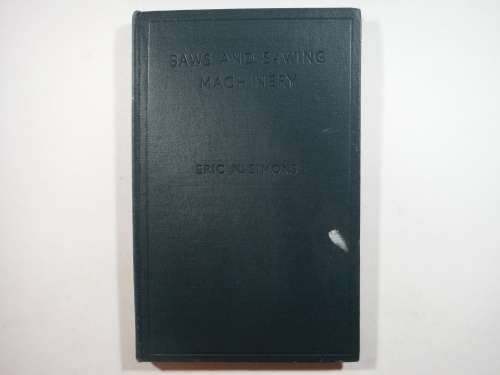 SAWS AND SAWING
MACHINERY
ERIC N. SIMONS